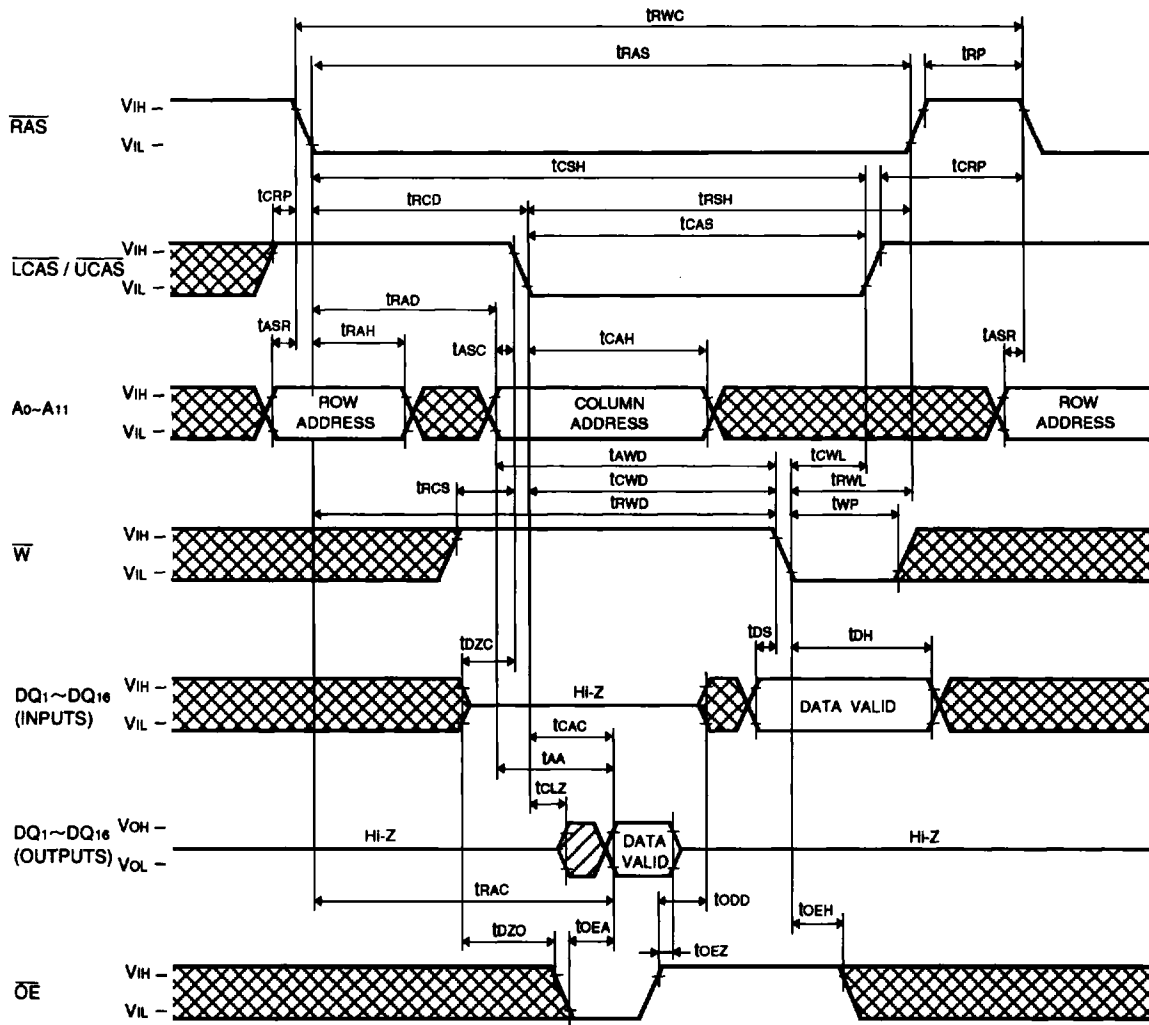 tRWC
tRAS
tRP
RAS
VIH –
VIL –
tCSH
tCRP
tCRP
tRCD
tRSH
tCAS
LCAS / UCAS
VIH –
VIL –
tRAD
tASR
tRAH
tASC
tCAH
tASR
A0~A11
VIH –
VIL –
ROW
ADDRESS
COLUMN
ADDRESS
ROW
ADDRESS
tAWD
tCWL
tRCS
tCWD
tRWL
tRWD
tWP
W
VIH –
VIL –
tDZC
tDS
tDH
DQ1~DQ16
(INPUTS)
VIH –
VIL –
Hi-Z
DATA VALID
tCAC
tAA
tCLZ
DQ1~DQ16
(OUTPUTS)
VOH –
VOL –
Hi-Z
DATA
VALID
Hi-Z
tRAC
tODD
tDZO
tOEA
tOEZ
tOEH
OE
VIH –
VIL –